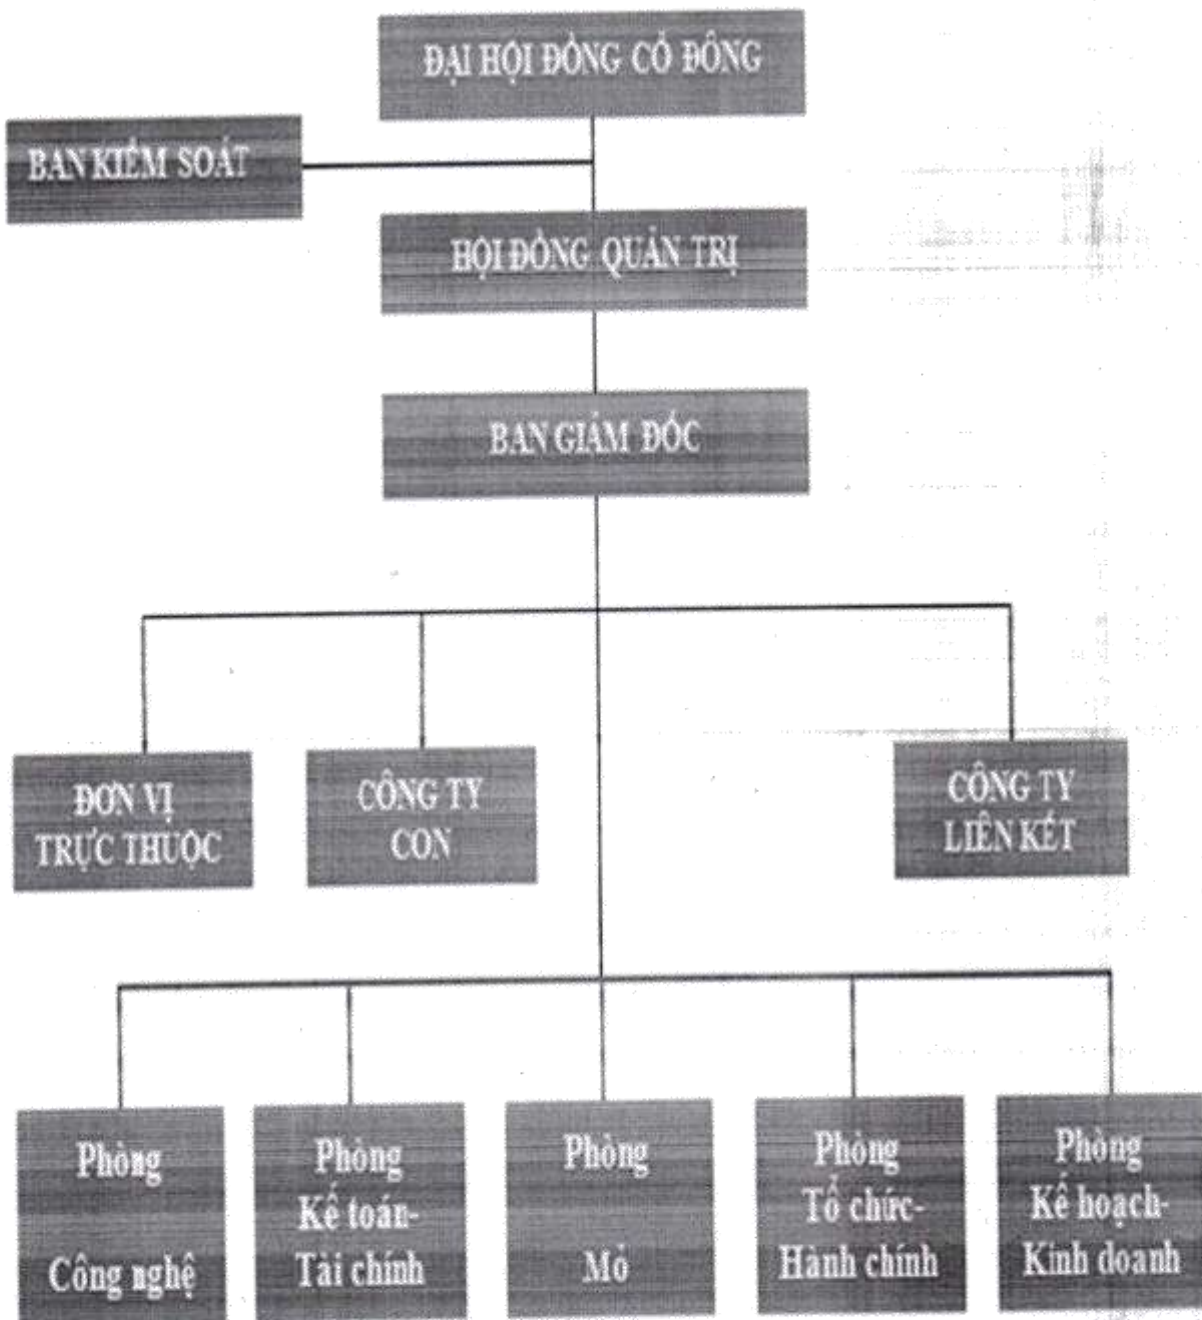 ĐẠI HỘI ĐỒNG CỔ ĐÔNG
BAN KIỂM SOÁT
HỘI ĐỒNG QUẢN TRỊ
BAN GIÁM ĐỐC
ĐƠN VỊ
TRỰC THUỘC
CÔNG TY
CON
CÔNG TY
LIÊN KẾT
Phòng
Công nghệ
Phòng
Kế toán-
Tài chính
Phòng
Mỏ
Phòng
Tổ chức-
Hành chính
Phòng
Kế hoạch-
Kinh doanh